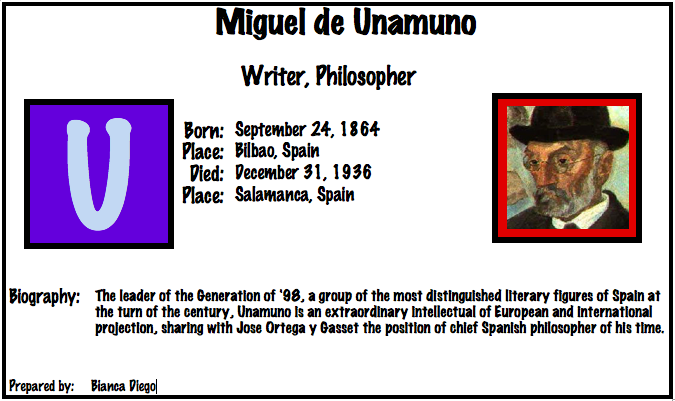 Miguel de Unamuno
Writer, Philosopher
U
Born: September 24, 1864
Place: Bilbao, Spain
Died: December 31, 1936
Place: Salamanca, Spain
Biography: The leader of the Generation of '98, a group of the most distinguished literary figures of Spain at
the turn of the century, Unamuno is an extraordinary intellectual of European and international
projection, sharing with Jose Ortega y Gasset the position of chief Spanish philosopher of his time.
Prepared by: Bianca Diego